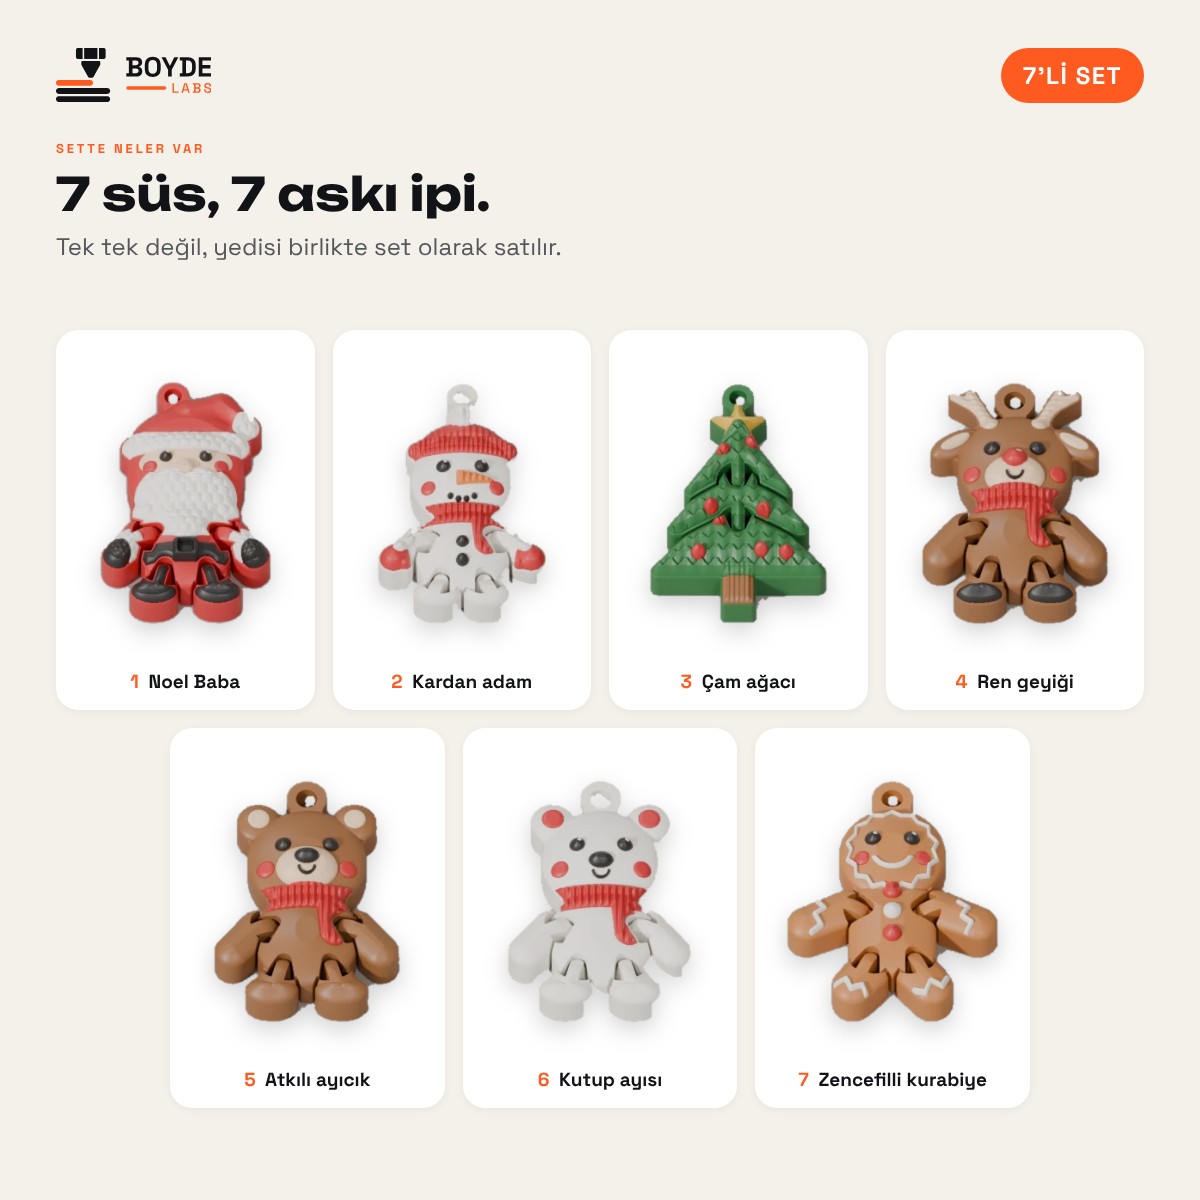 BOYDE
LABS
7’Lİ SET
SETTE NELER VAR
7 süs, 7 askı ipi.
Tek tek değil, yedisi birlikte set olarak satılır.
1 Noel Baba
2 Kardan adam
3 Çam ağacı
4 Ren geyiği
5 Atkılı ayıcık
6 Kutup ayısı
7 Zencefilli kurabiye